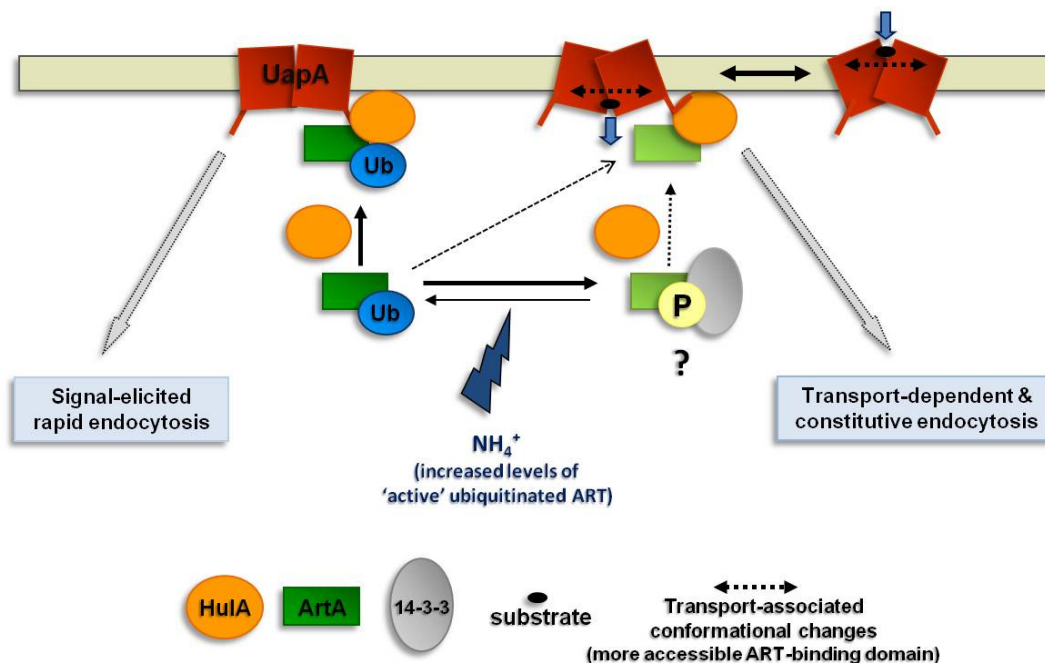 UapA
Ub
Ub
P
?
Signal-elicited
rapid endocytosis
Transport-dependent &
constitutive endocytosis
NH₄⁺
(increased levels of
‘active’ ubiquitinated ART)
HulA
ArtA
14-3-3
substrate
Transport-associated
conformational changes
(more accessible ART-binding domain)